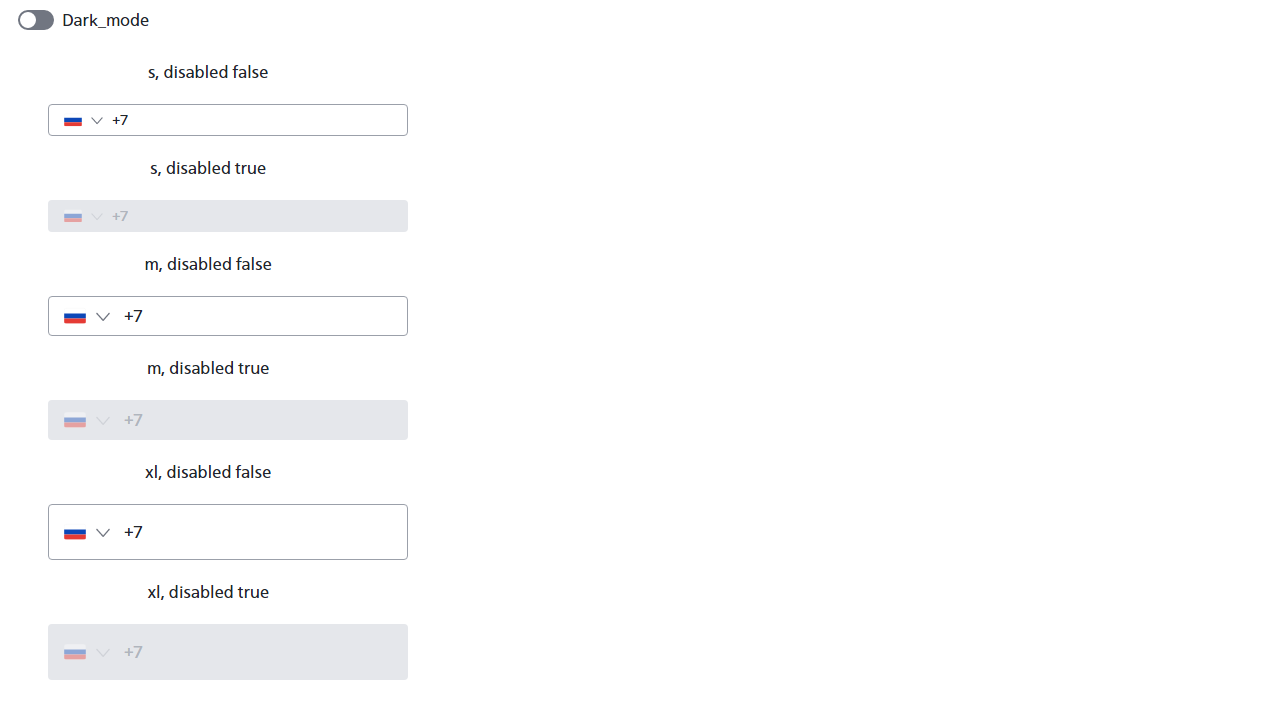 Dark_mode
s, disabled false
+7
s, disabled true
+7
m, disabled false
+7
m, disabled true
+7
xl, disabled false
+7
xl, disabled true
+7